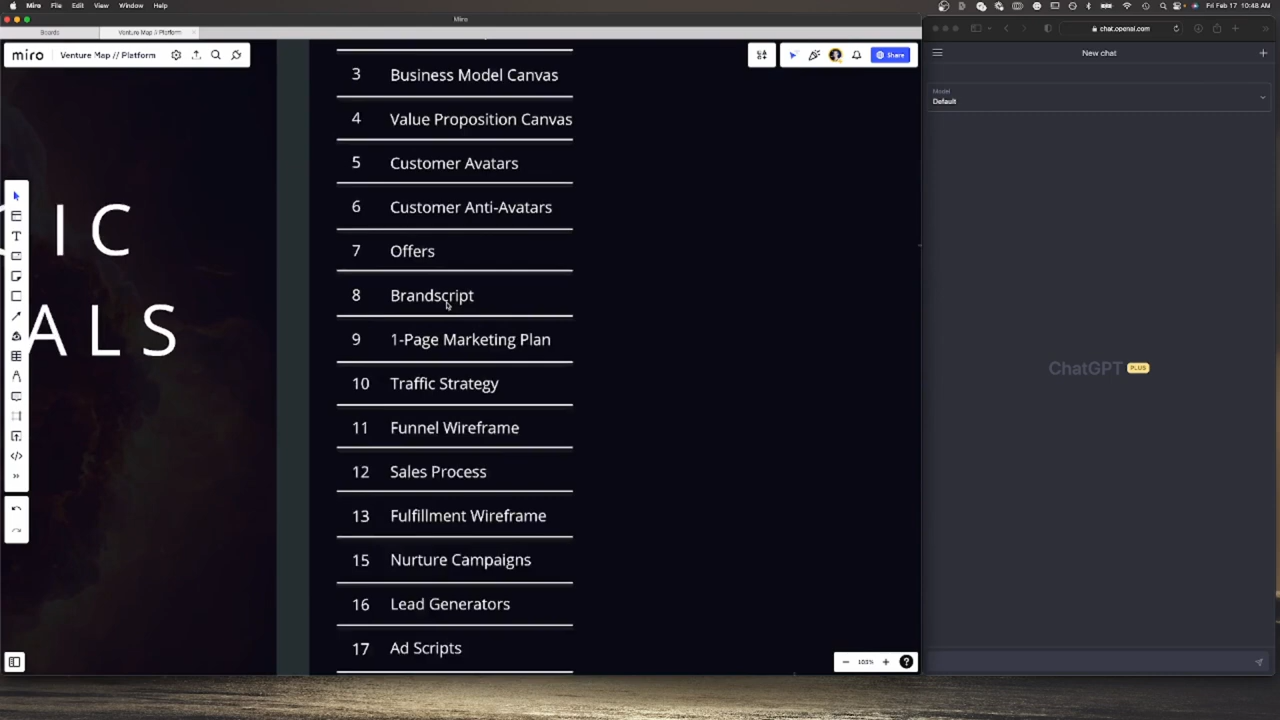 Miro File Edit View Window Help
Fri Feb 17 10:48 AM
Miro
Boards
Venture Map // Platform
miro Venture Map // Platform
Share
I C
A L S
3 Business Model Canvas
4 Value Proposition Canvas
5 Customer Avatars
6 Customer Anti-Avatars
7 Offers
8 Brandscript
9 1-Page Marketing Plan
10 Traffic Strategy
11 Funnel Wireframe
12 Sales Process
13 Fulfillment Wireframe
15 Nurture Campaigns
16 Lead Generators
17 Ad Scripts
chat.openai.com
New chat
Model
Default
ChatGPT PLUS